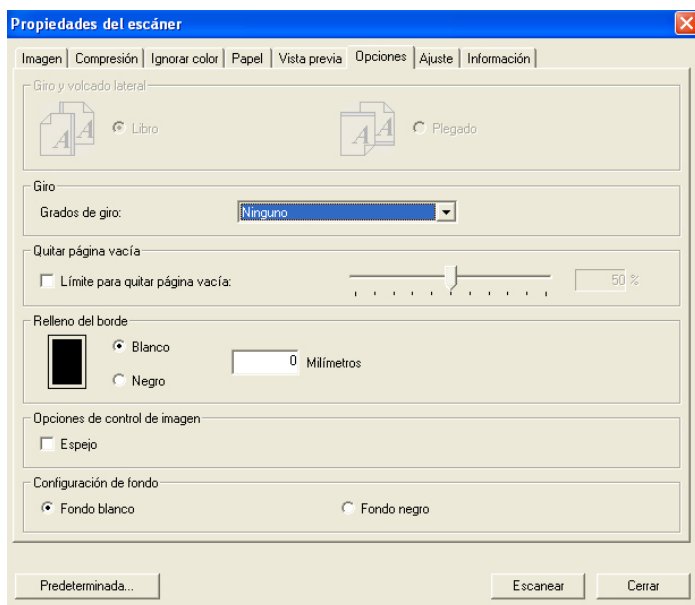 Propiedades del escáner
Imagen Compresión Ignorar color Papel Vista previa Opciones Ajuste Información
Giro y volcado lateral
A A Libro A A Plegado
Giro
Grados de giro: Ninguno
Quitar página vacía
Límite para quitar página vacía: 50 %
Relleno del borde
Blanco
0 Milímetros
Negro
Opciones de control de imagen
Espejo
Configuración de fondo
Fondo blanco Fondo negro
Predeterminada... Escanear Cerrar